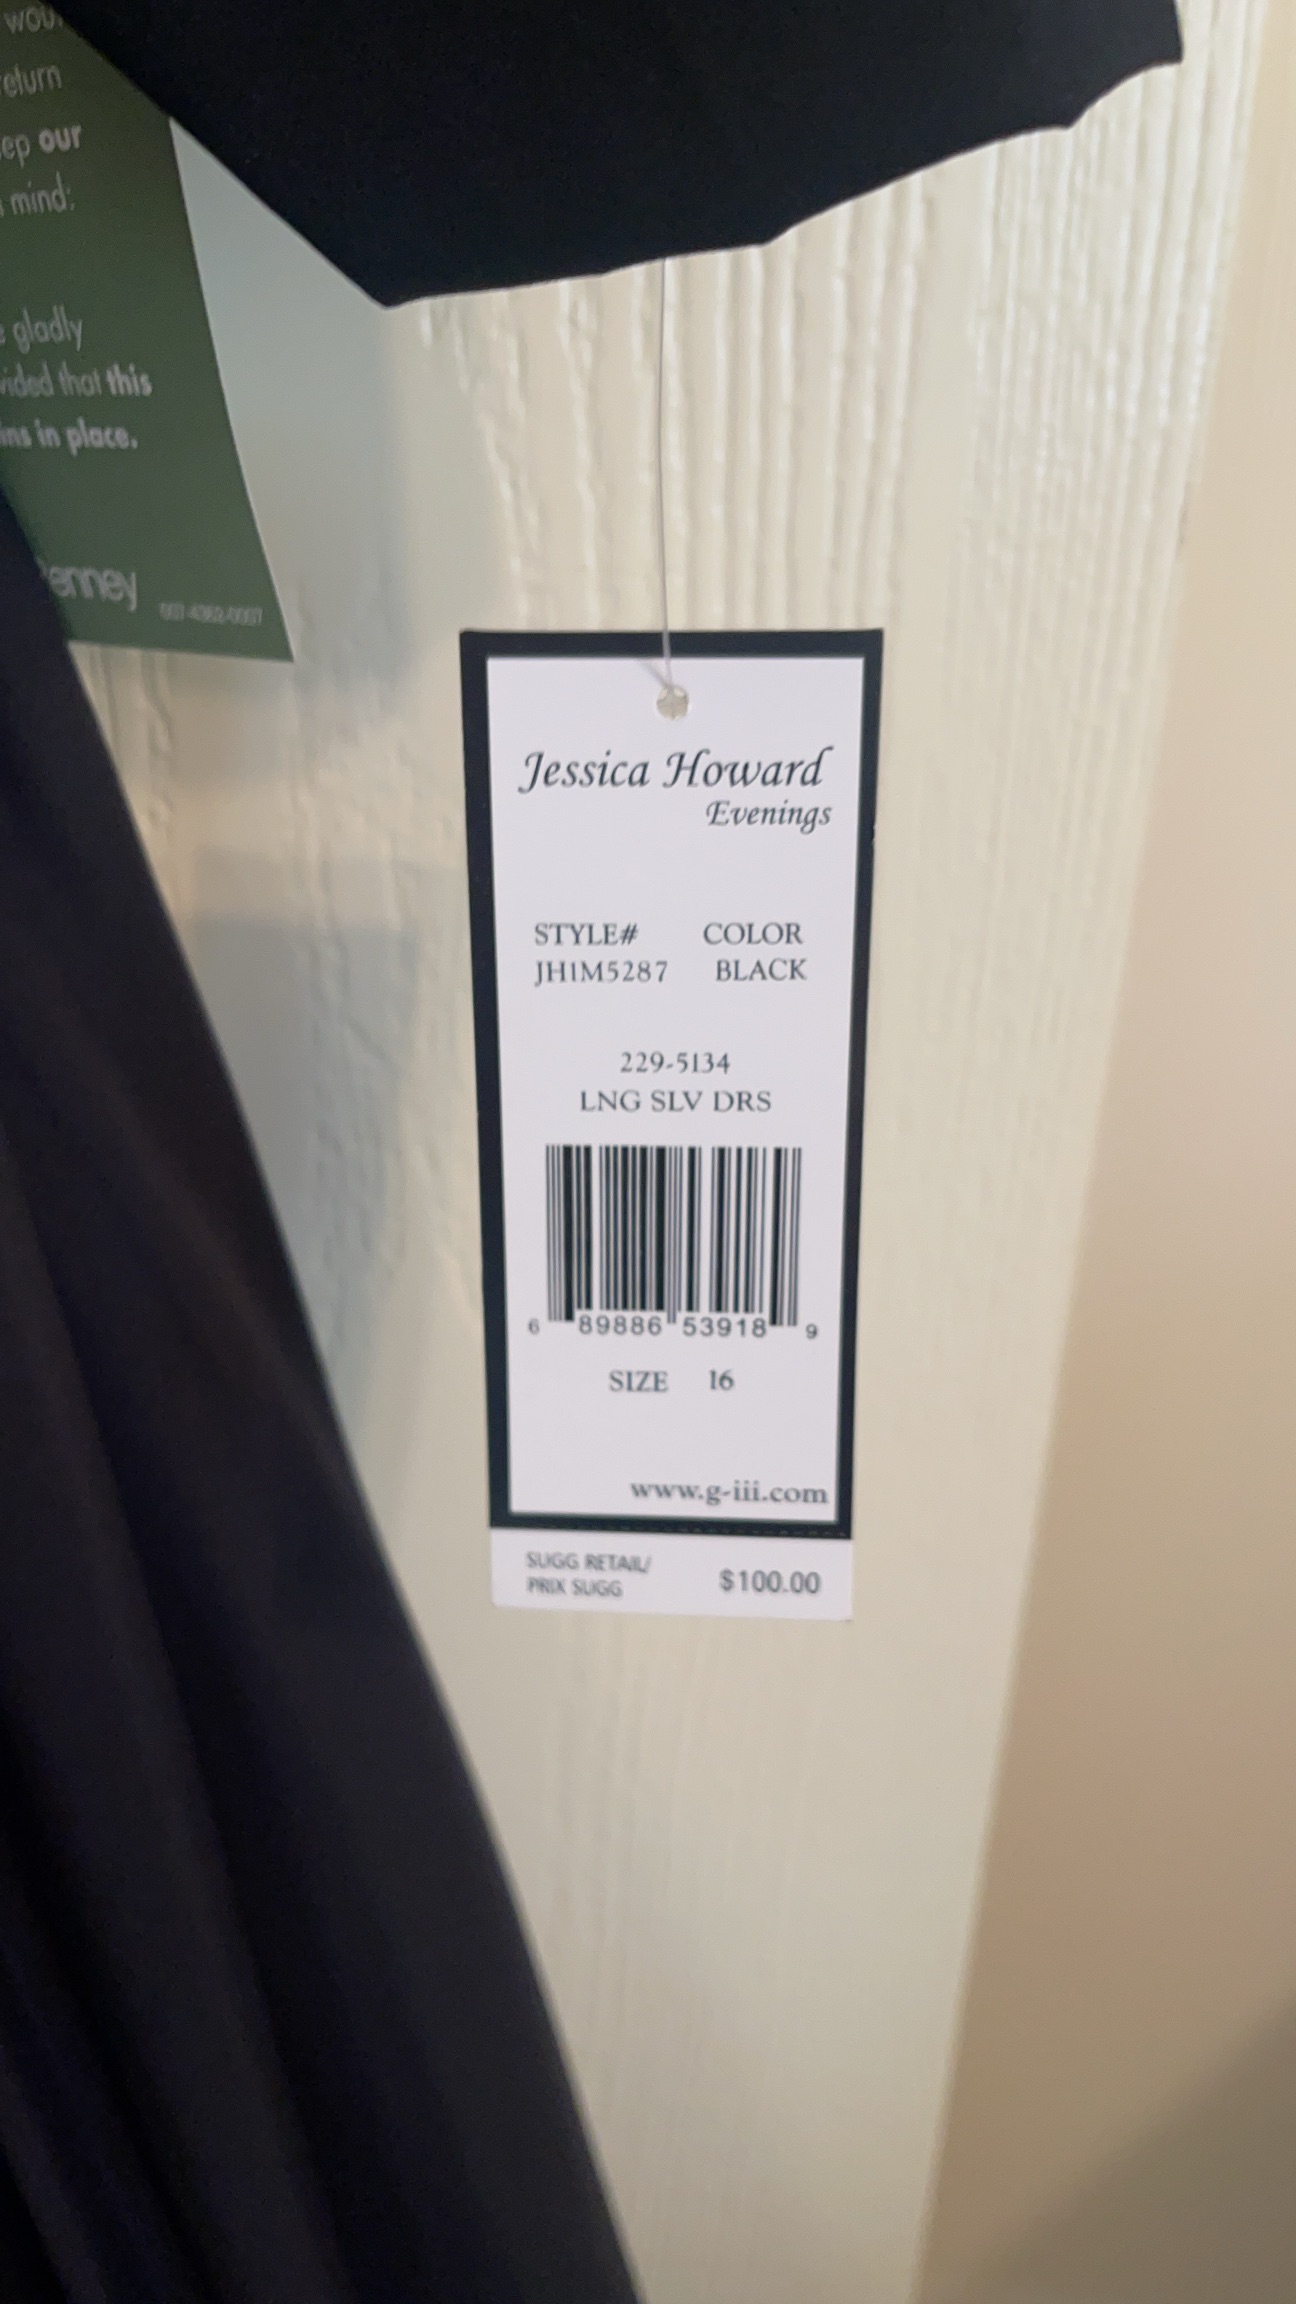 return
our
mind:
gladly
that this
in place.
enney
Jessica Howard
Evenings
STYLE# COLOR
JH1M5287 BLACK
229-5134
LNG SLV DRS
6 89886 53918 9
SIZE 16
www.g-iii.com
SUGG RETAIL/
PRIX SUGG $100.00